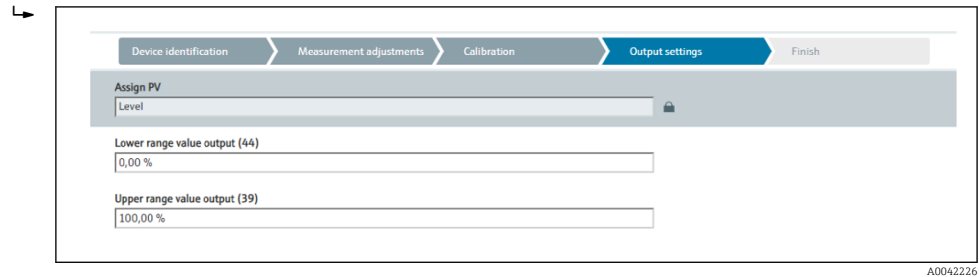 Device identification Measurement adjustments Calibration Output settings Finish
Assign PV
Level
Lower range value output (44)
0,00 %
Upper range value output (39)
100,00 %
A0042226